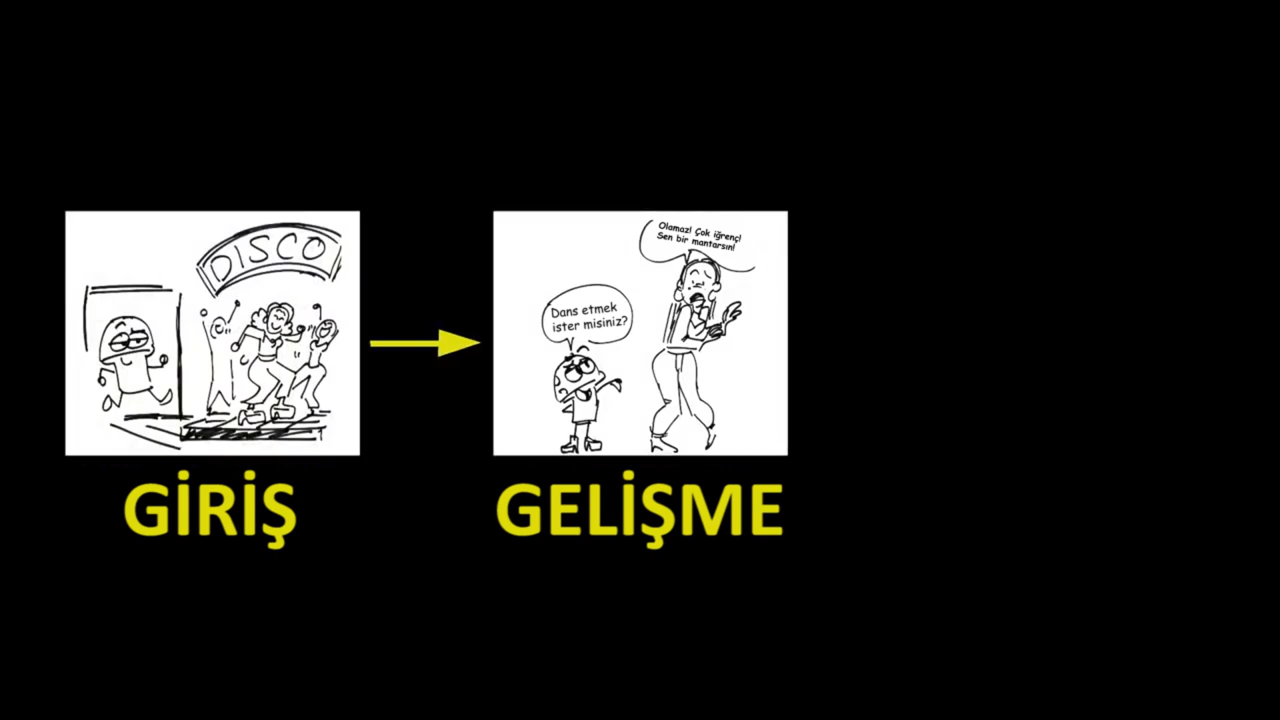 DISCO
Olamaz! Çok iğrenç!
Sen bir mantarsın!
Dans etmek
ister misiniz?
GİRİŞ
GELİŞME